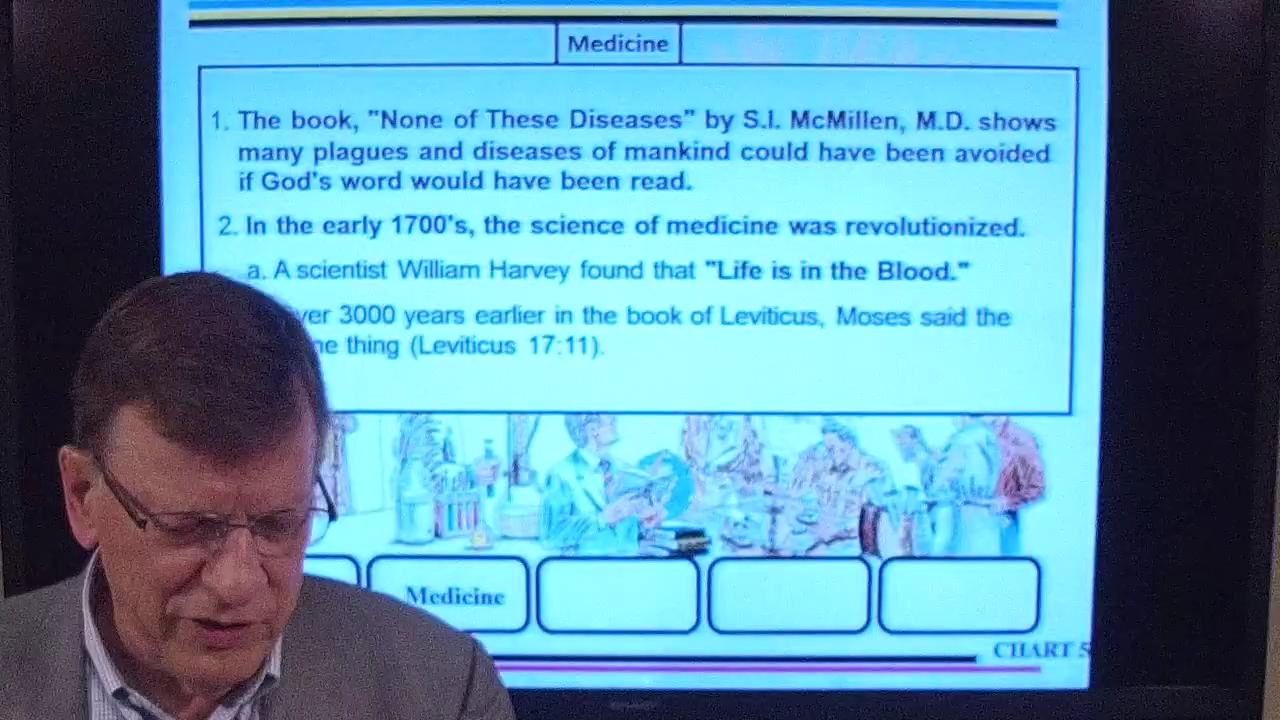 Medicine
1. The book, "None of These Diseases" by S.I. McMillen, M.D. shows
many plagues and diseases of mankind could have been avoided
if God's word would have been read.
2. In the early 1700's, the science of medicine was revolutionized.
a. A scientist William Harvey found that "Life is in the Blood."
3000 years earlier in the book of Leviticus, Moses said the
thing (Leviticus 17:11).
Medicine
CHART 5